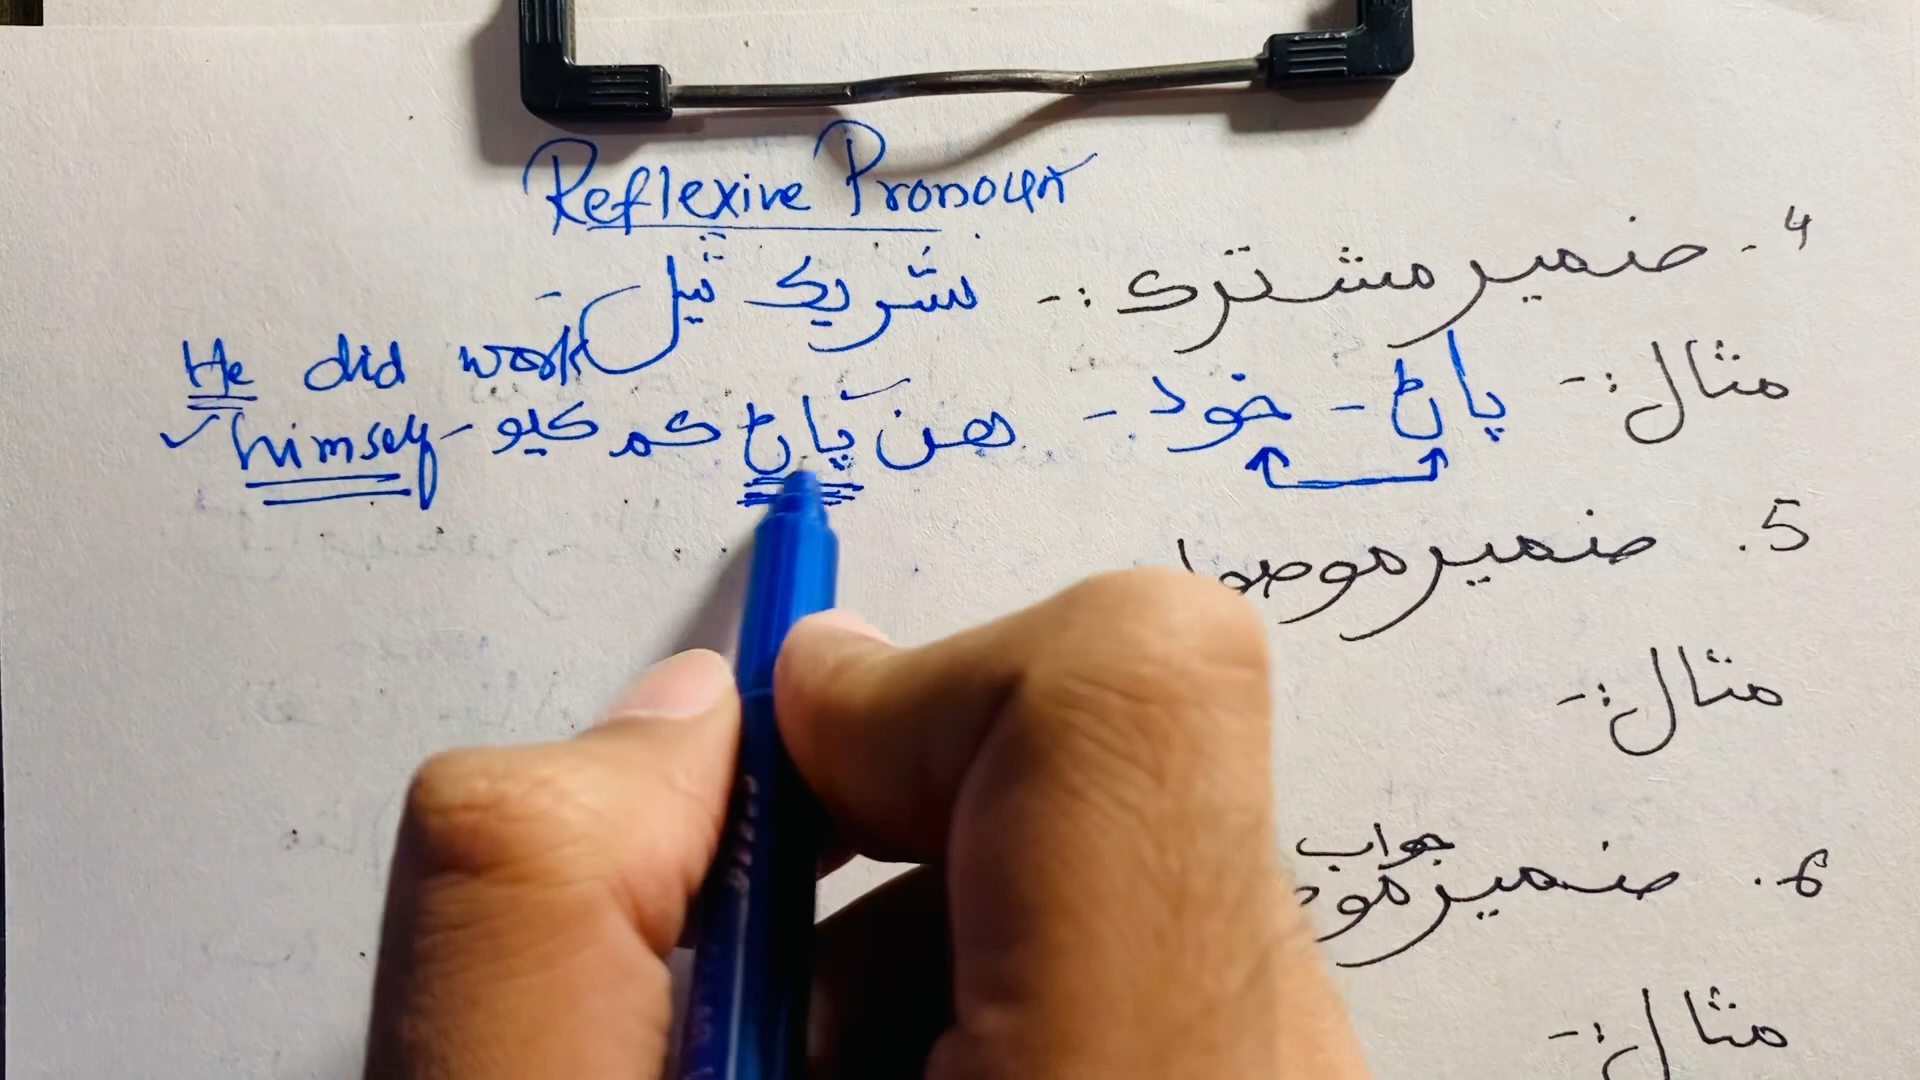 Reflexive Pronoun
4- ضمير مشترڪ :- شريڪ ٿيل -
مثال :- پاڻ - خود - هن پاڻ ڪم ڪيو -
He did work
himself
5. ضمير موصول
مثال :-
6. ضمير
جواب
مثال :-